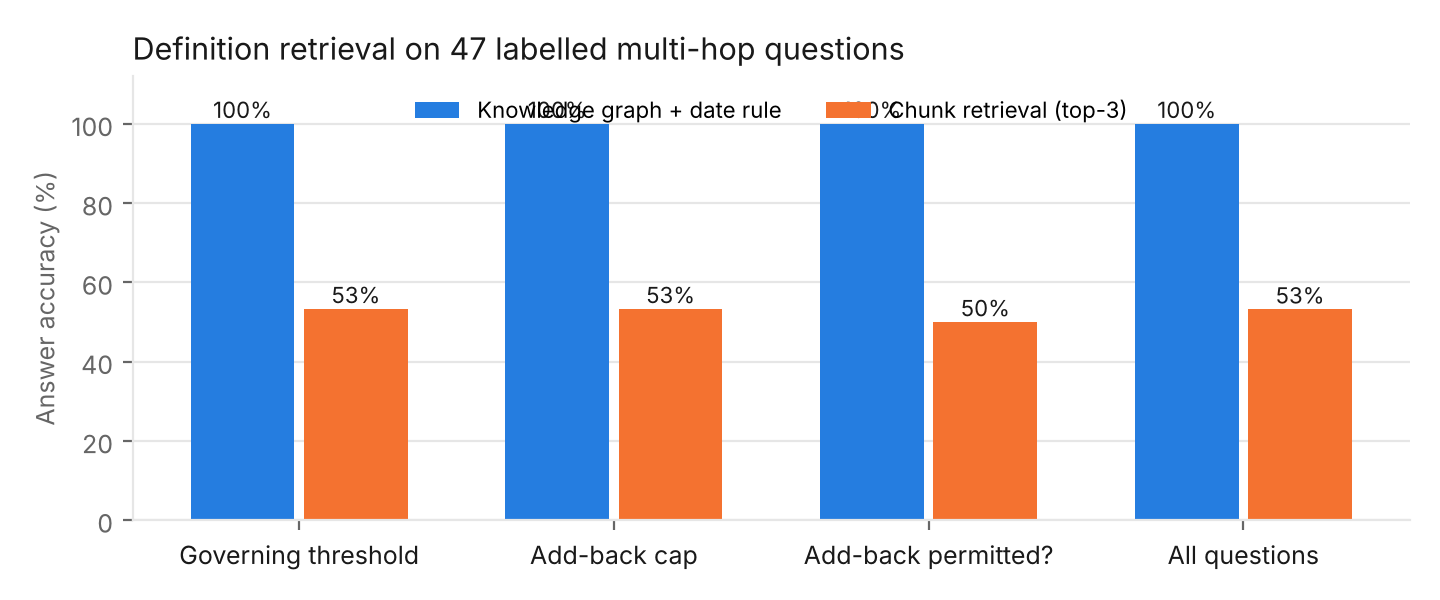 Definition retrieval on 47 labelled multi-hop questions
Knowledge graph + date rule
Chunk retrieval (top-3)
100%
100%
100%
100%
Answer accuracy (%)
100
80
60
40
20
0
53%
53%
50%
53%
Governing threshold
Add-back cap
Add-back permitted?
All questions